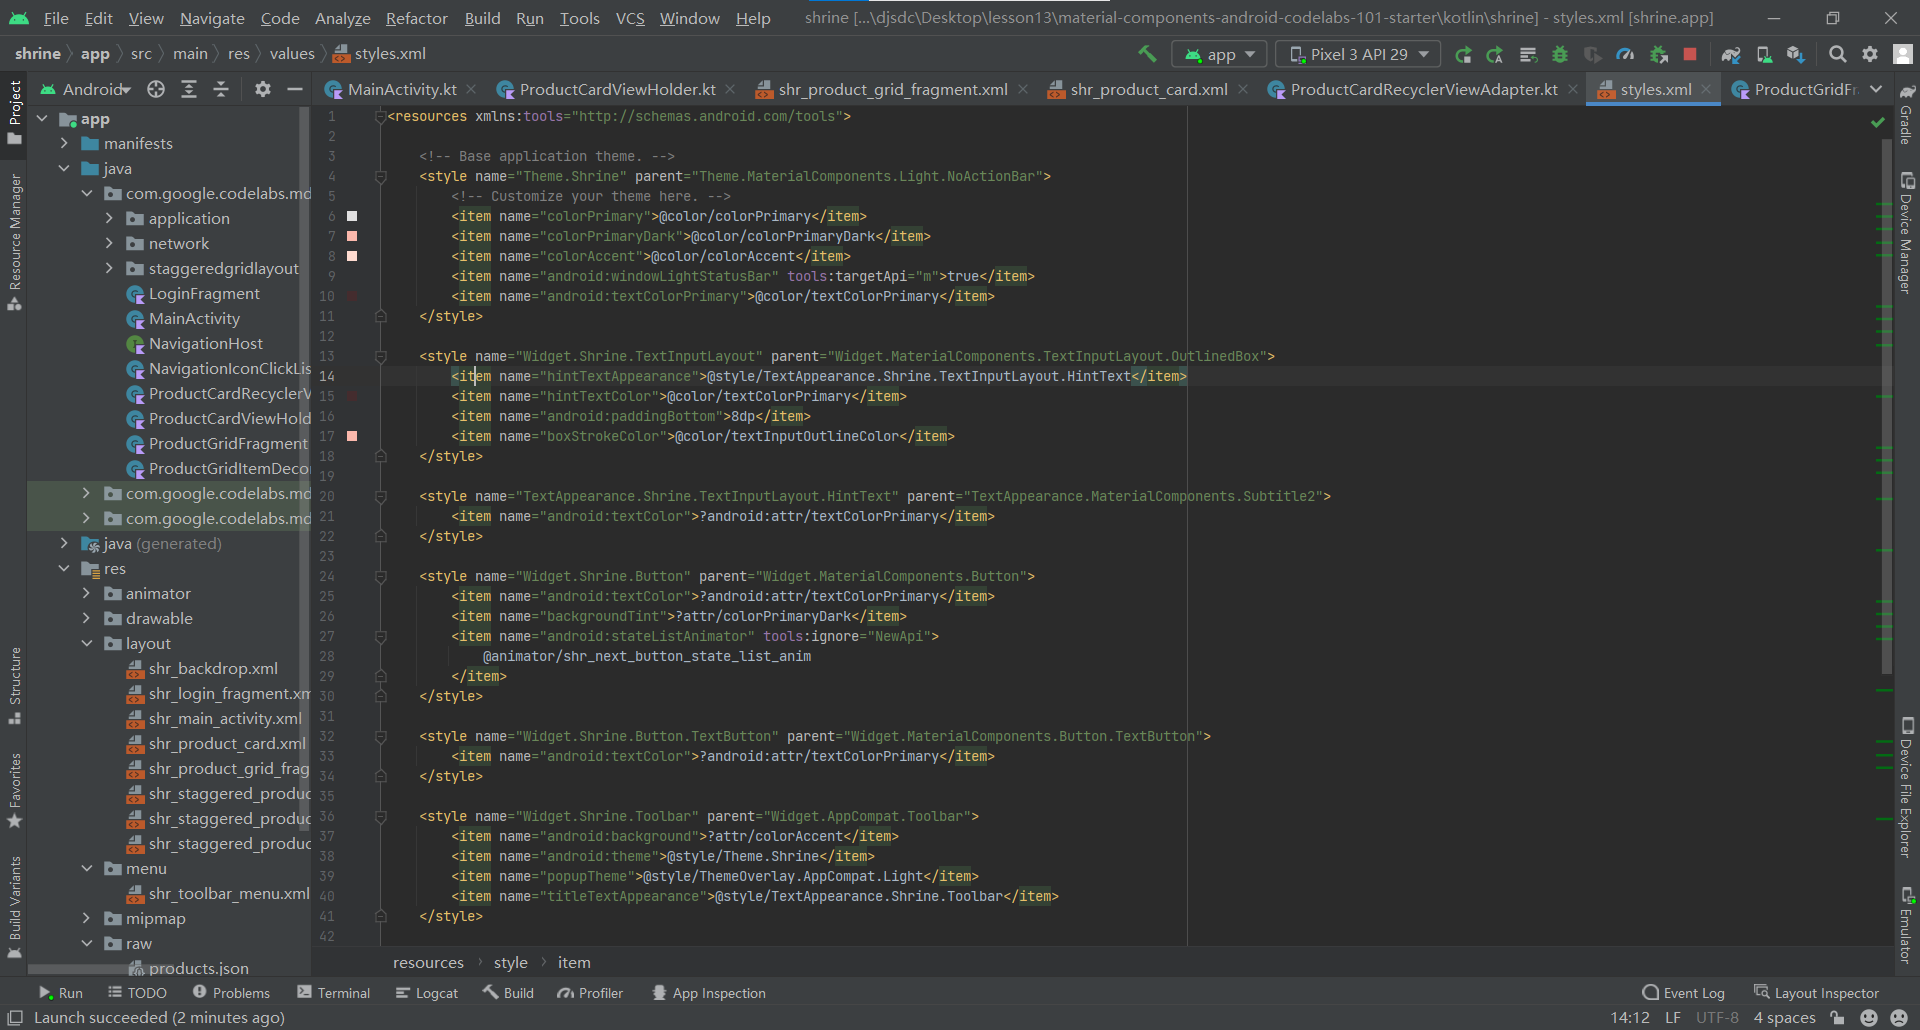 File Edit View Navigate Code Analyze Refactor Build Run Tools VCS Window Help shrine [...\djsdc\Desktop\lesson13\material-components-android-codelabs-101-starter\kotlin\shrine] - styles.xml [shrine.app]
shrine app src main res values styles.xml app Pixel 3 API 29
Android MainActivity.kt ProductCardViewHolder.kt shr_product_grid_fragment.xml shr_product_card.xml ProductCardRecyclerViewAdapter.kt styles.xml ProductGridFr
Project
Resource Manager
Structure
Favorites
Build Variants
app
manifests
java
com.google.codelabs.md
application
network
staggeredgridlayout
LoginFragment
MainActivity
NavigationHost
NavigationIconClickLis
ProductCardRecyclerV
ProductCardViewHold
ProductGridFragment
ProductGridItemDeco
com.google.codelabs.md
com.google.codelabs.md
java (generated)
res
animator
drawable
layout
shr_backdrop.xml
shr_login_fragment.xm
shr_main_activity.xml
shr_product_card.xml
shr_product_grid_frag
shr_staggered_produc
shr_staggered_produc
shr_staggered_produc
menu
shr_toolbar_menu.xml
mipmap
raw
products.json
1 <resources xmlns:tools="http://schemas.android.com/tools">
2
3 <!-- Base application theme. -->
4 <style name="Theme.Shrine" parent="Theme.MaterialComponents.Light.NoActionBar">
5 <!-- Customize your theme here. -->
6 <item name="colorPrimary">@color/colorPrimary</item>
7 <item name="colorPrimaryDark">@color/colorPrimaryDark</item>
8 <item name="colorAccent">@color/colorAccent</item>
9 <item name="android:windowLightStatusBar" tools:targetApi="m">true</item>
10 <item name="android:textColorPrimary">@color/textColorPrimary</item>
11 </style>
12
13 <style name="Widget.Shrine.TextInputLayout" parent="Widget.MaterialComponents.TextInputLayout.OutlinedBox">
14 <item name="hintTextAppearance">@style/TextAppearance.Shrine.TextInputLayout.HintText</item>
15 <item name="hintTextColor">@color/textColorPrimary</item>
16 <item name="android:paddingBottom">8dp</item>
17 <item name="boxStrokeColor">@color/textInputOutlineColor</item>
18 </style>
19
20 <style name="TextAppearance.Shrine.TextInputLayout.HintText" parent="TextAppearance.MaterialComponents.Subtitle2">
21 <item name="android:textColor">?android:attr/textColorPrimary</item>
22 </style>
23
24 <style name="Widget.Shrine.Button" parent="Widget.MaterialComponents.Button">
25 <item name="android:textColor">?android:attr/textColorPrimary</item>
26 <item name="backgroundTint">?attr/colorPrimaryDark</item>
27 <item name="android:stateListAnimator" tools:ignore="NewApi">
28 @animator/shr_next_button_state_list_anim
29 </item>
30 </style>
31
32 <style name="Widget.Shrine.Button.TextButton" parent="Widget.MaterialComponents.Button.TextButton">
33 <item name="android:textColor">?android:attr/textColorPrimary</item>
34 </style>
35
36 <style name="Widget.Shrine.Toolbar" parent="Widget.AppCompat.Toolbar">
37 <item name="android:background">?attr/colorAccent</item>
38 <item name="android:theme">@style/Theme.Shrine</item>
39 <item name="popupTheme">@style/ThemeOverlay.AppCompat.Light</item>
40 <item name="titleTextAppearance">@style/TextAppearance.Shrine.Toolbar</item>
41 </style>
42
resources style item
Gradle
Device Manager
Device File Explorer
Emulator
Run TODO Problems Terminal Logcat Build Profiler App Inspection Event Log Layout Inspector
Launch succeeded (2 minutes ago) 14:12 LF UTF-8 4 spaces